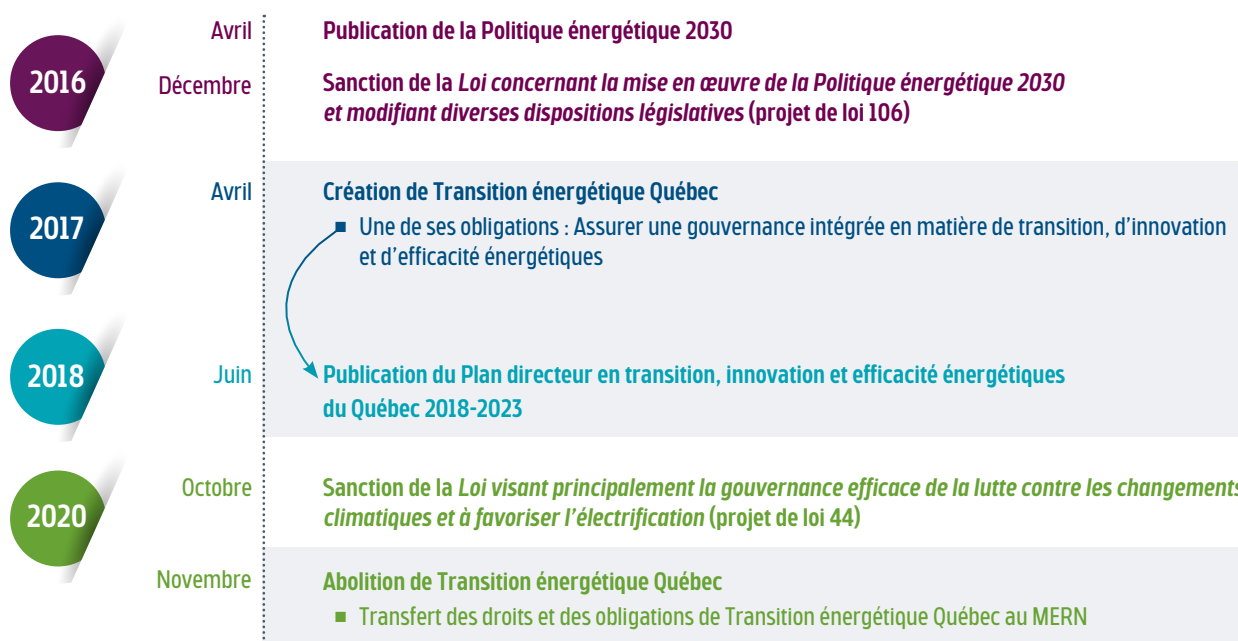 2016
Avril
Publication de la Politique énergétique 2030
Décembre
Sanction de la Loi concernant la mise en œuvre de la Politique énergétique 2030
et modifiant diverses dispositions législatives (projet de loi 106)
2017
Avril
Création de Transition énergétique Québec
■ Une de ses obligations : Assurer une gouvernance intégrée en matière de transition, d’innovation
et d’efficacité énergétiques
2018
Juin
Publication du Plan directeur en transition, innovation et efficacité énergétiques
du Québec 2018-2023
2020
Octobre
Sanction de la Loi visant principalement la gouvernance efficace de la lutte contre les changements
climatiques et à favoriser l’électrification (projet de loi 44)
Novembre
Abolition de Transition énergétique Québec
■ Transfert des droits et des obligations de Transition énergétique Québec au MERN